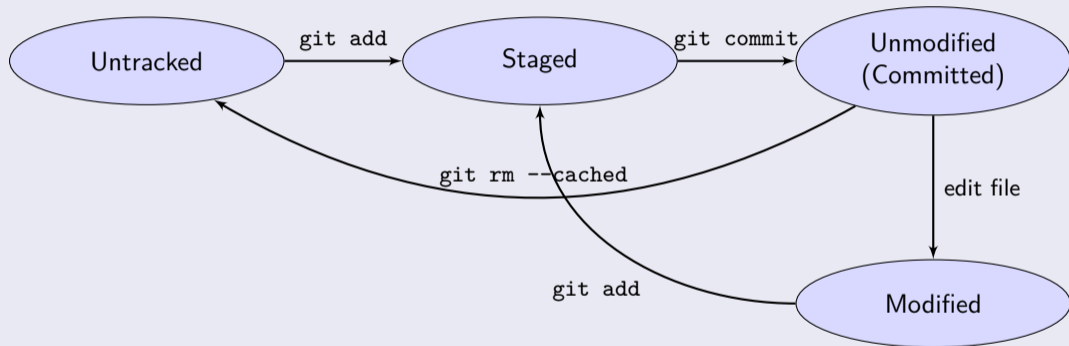 Untracked
git add
Staged
git commit
Unmodified
(Committed)
git rm --cached
edit file
git add
Modified